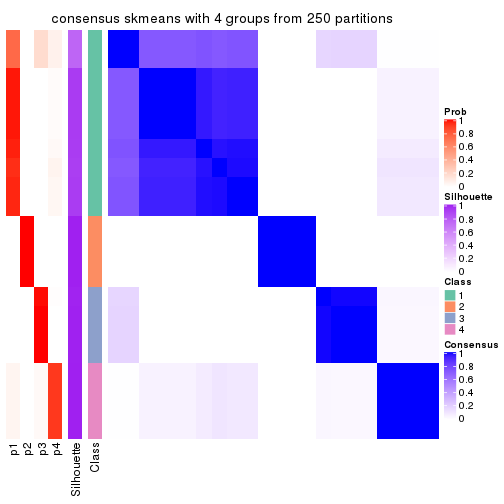 consensus skmeans with 4 groups from 250 partitions
Prob
1
0.8
0.6
0.4
0.2
0
Silhouette
1
0.8
0.6
0.4
0.2
0
Class
1
2
3
4
Consensus
1
0.8
0.6
0.4
0.2
0
p1
p2
p3
p4
Silhouette
Class